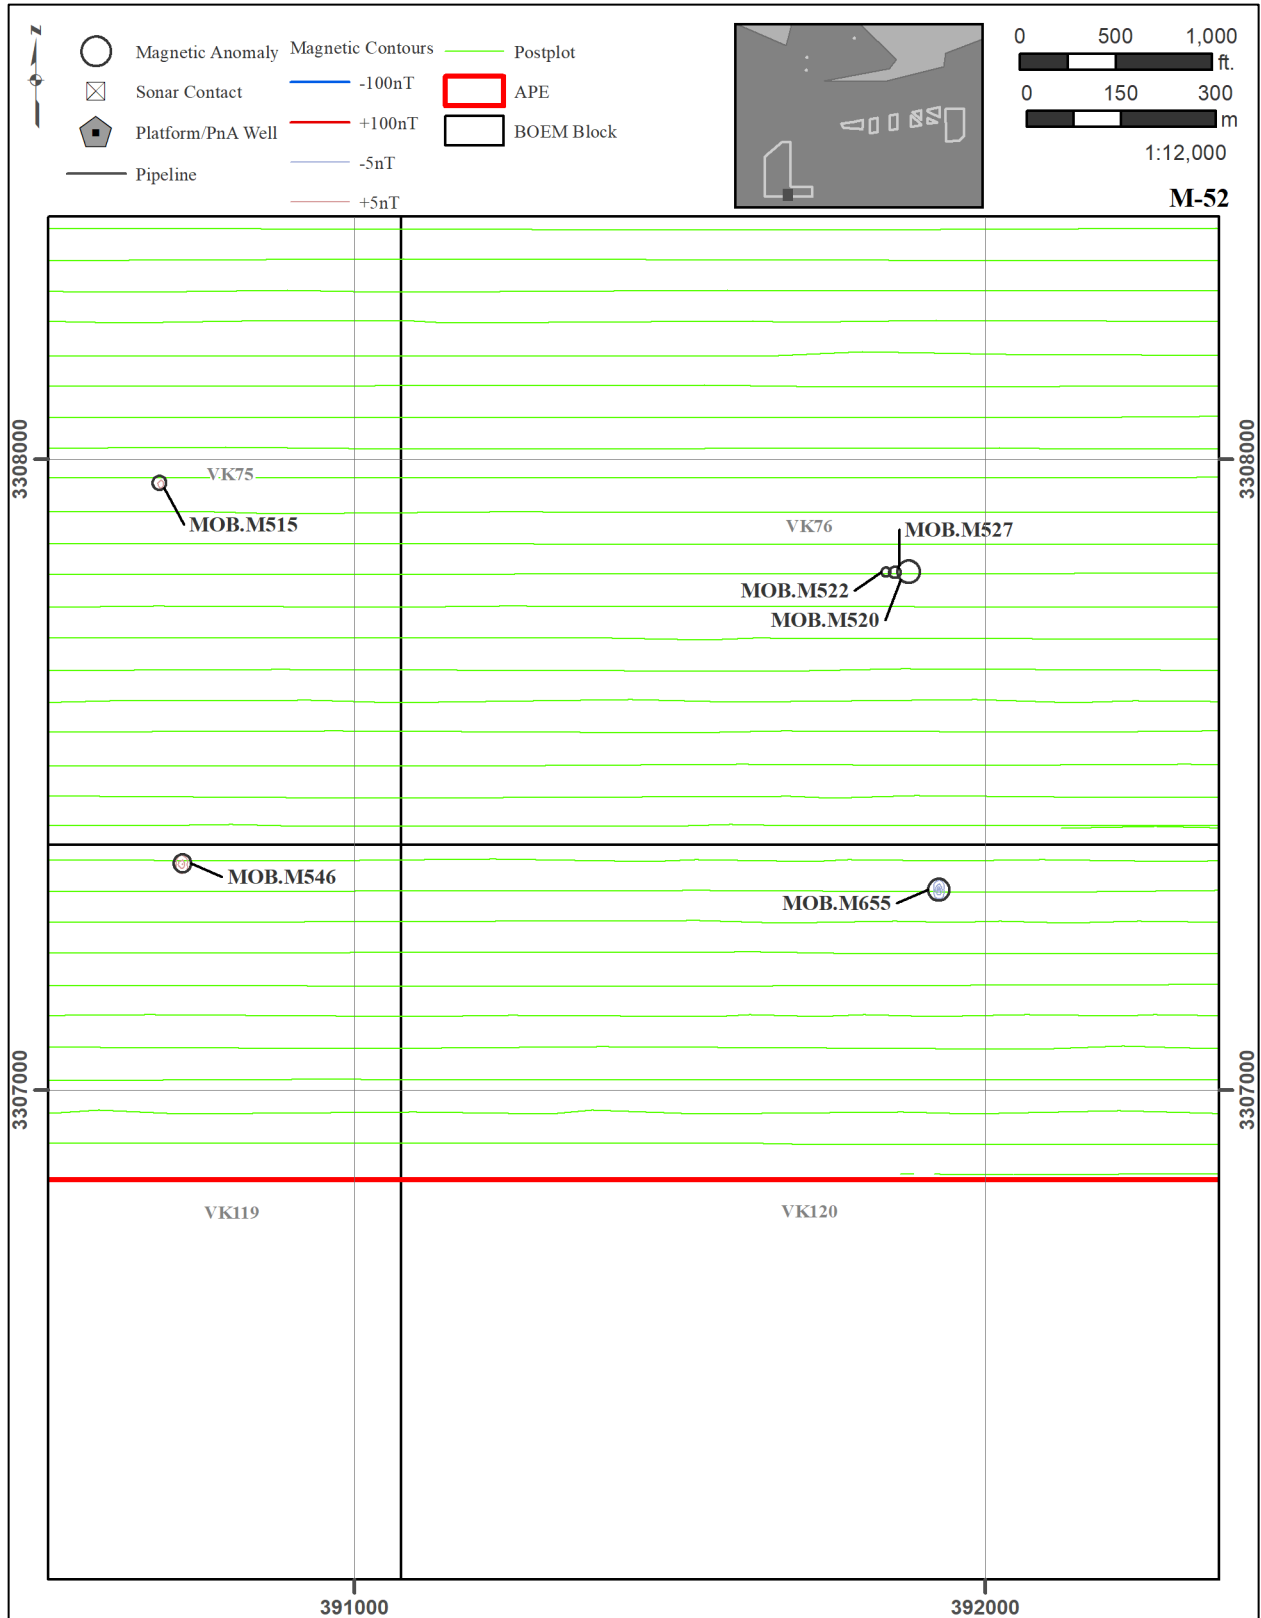 Z
Magnetic Anomaly
Sonar Contact
Platform/PnA Well
Pipeline
Magnetic Contours
-100nT
+100nT
-5nT
+5nT
Postplot
APE
BOEM Block
0 500 1,000
ft.
0 150 300
m
1:12,000
M-52
3308000
3308000
VK75
MOB.M515
VK76
MOB.M527
MOB.M522
MOB.M520
MOB.M546
MOB.M655
3307000
3307000
VK119
VK120
391000
392000